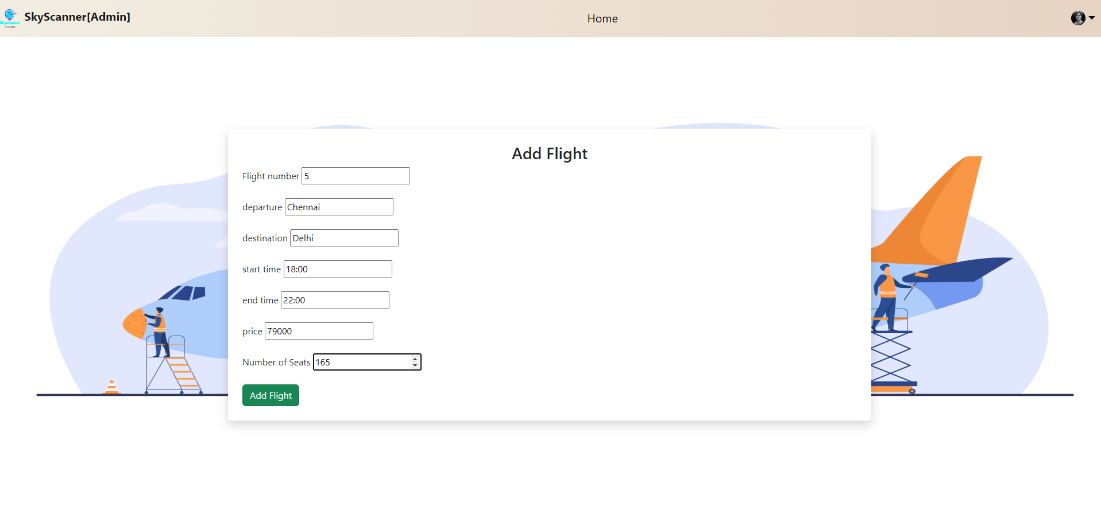 SkyScanner[Admin]
Home
Add Flight
Flight number 5
departure Chennai
destination Delhi
start time 18:00
end time 22:00
price 79000
Number of Seats 165
Add Flight